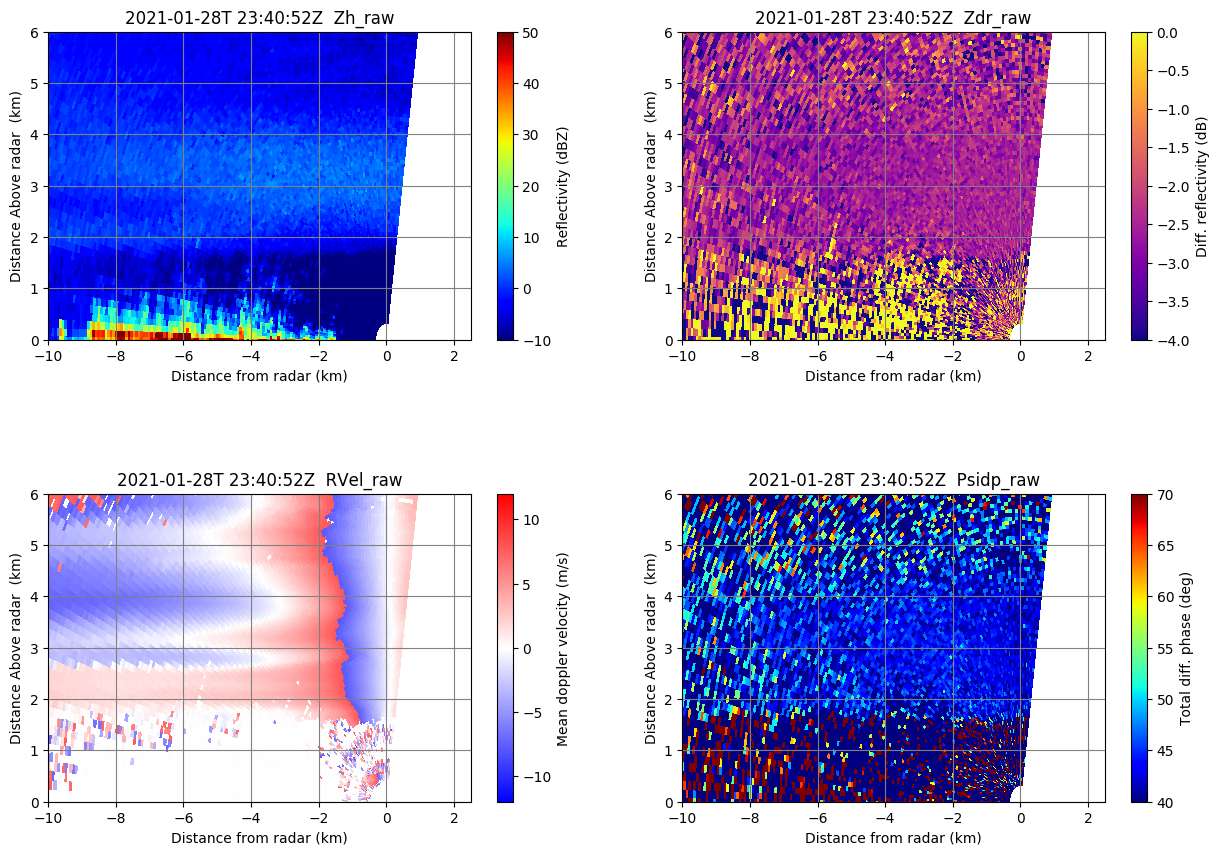 2021-01-28T 23:40:52Z  Zh_raw
6
5
4
3
2
1
0
Distance Above radar  (km)
−10 −8 −6 −4 −2 0 2
Distance from radar (km)
50
40
30
20
10
0
−10
Reflectivity (dBZ)
2021-01-28T 23:40:52Z  Zdr_raw
6
5
4
3
2
1
0
Distance Above radar  (km)
−10 −8 −6 −4 −2 0 2
Distance from radar (km)
0.0
−0.5
−1.0
−1.5
−2.0
−2.5
−3.0
−3.5
−4.0
Diff. reflectivity (dB)
2021-01-28T 23:40:52Z  RVel_raw
6
5
4
3
2
1
0
Distance Above radar  (km)
−10 −8 −6 −4 −2 0 2
Distance from radar (km)
10
5
0
−5
−10
Mean doppler velocity (m/s)
2021-01-28T 23:40:52Z  Psidp_raw
6
5
4
3
2
1
0
Distance Above radar  (km)
−10 −8 −6 −4 −2 0 2
Distance from radar (km)
70
65
60
55
50
45
40
Total diff. phase (deg)